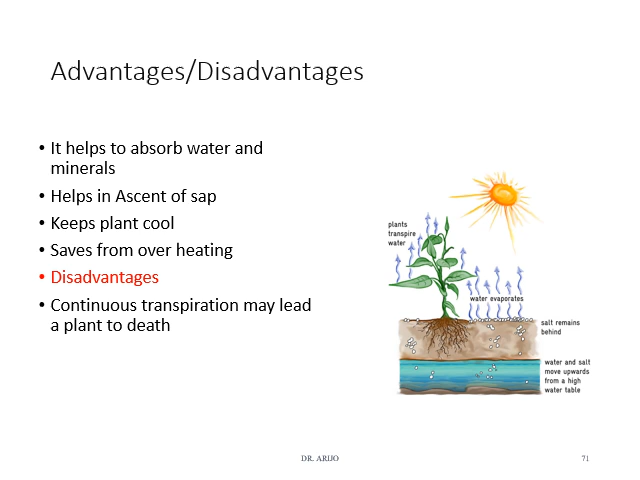 Advantages/Disadvantages
• It helps to absorb water and
minerals
• Helps in Ascent of sap
• Keeps plant cool
• Saves from over heating
• Disadvantages
• Continuous transpiration may lead
a plant to death
plants
transpire
water
water evaporates
salt remains
behind
water and salt
move upwards
from a high
water table
DR. ARIJO
71